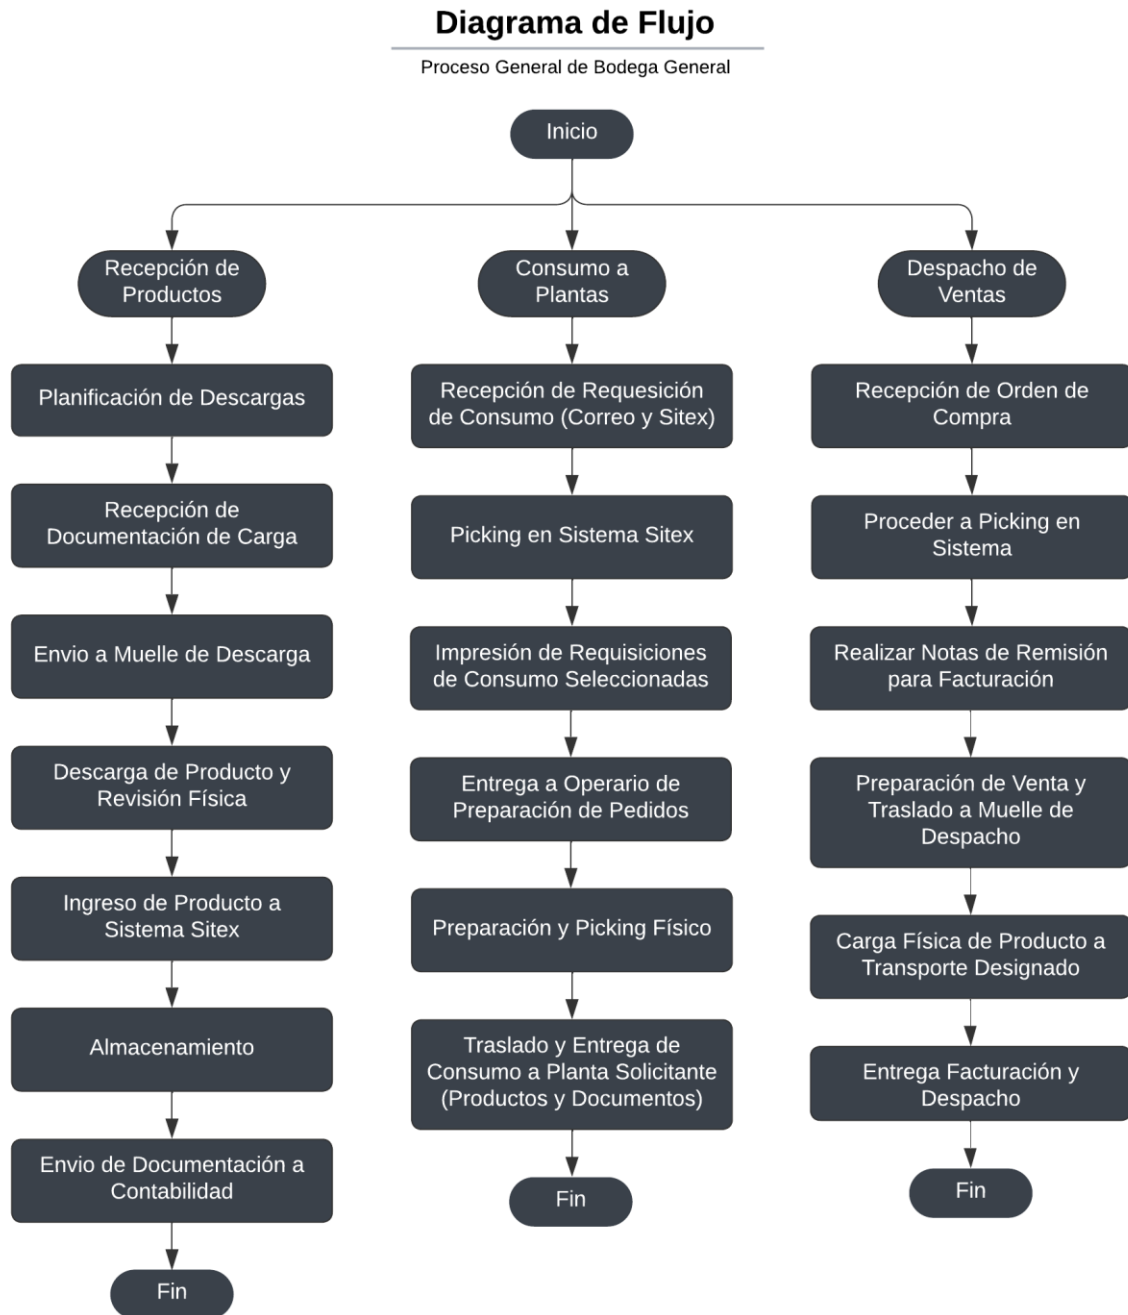 Diagrama de Flujo
Proceso General de Bodega General
Inicio
Recepción de
Productos
Planificación de Descargas
Recepción de
Documentación de Carga
Envio a Muelle de Descarga
Descarga de Producto y
Revisión Física
Ingreso de Producto a
Sistema Sitex
Almacenamiento
Envio de Documentación a
Contabilidad
Fin
Consumo a
Plantas
Recepción de Requesición
de Consumo (Correo y Sitex)
Picking en Sistema Sitex
Impresión de Requisiciones
de Consumo Seleccionadas
Entrega a Operario de
Preparación de Pedidos
Preparación y Picking Físico
Traslado y Entrega de
Consumo a Planta Solicitante
(Productos y Documentos)
Fin
Despacho de
Ventas
Recepción de Orden de
Compra
Proceder a Picking en
Sistema
Realizar Notas de Remisión
para Facturación
Preparación de Venta y
Traslado a Muelle de
Despacho
Carga Física de Producto a
Transporte Designado
Entrega Facturación y
Despacho
Fin